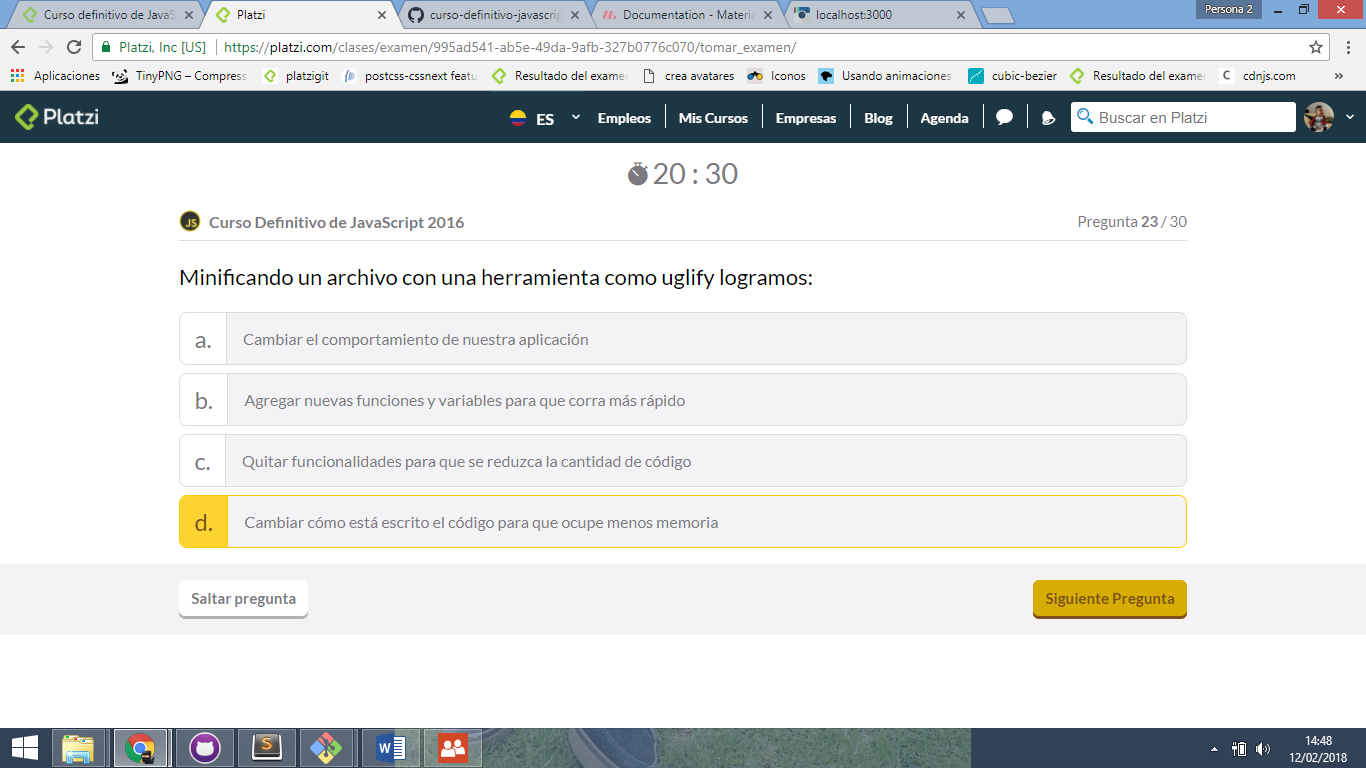 Curso definitivo de JavaS
Platzi
curso-definitivo-javascrip
Documentation - Materia
localhost:3000
Persona 2
Platzi, Inc [US]
https://platzi.com/clases/examen/995ad541-ab5e-49da-9afb-327b0776c070/tomar_examen/
Aplicaciones
TinyPNG – Compress
platzigit
postcss-cssnext featu
Resultado del examen
crea avatares
Iconos
Usando animaciones
cubic-bezier
Resultado del examen
cdnjs.com
»
Platzi
ES
Empleos
Mis Cursos
Empresas
Blog
Agenda
Buscar en Platzi
20 : 30
JS
Curso Definitivo de JavaScript 2016
Pregunta 23 / 30
Minificando un archivo con una herramienta como uglify logramos:
a. Cambiar el comportamiento de nuestra aplicación
b. Agregar nuevas funciones y variables para que corra más rápido
c. Quitar funcionalidades para que se reduzca la cantidad de código
d. Cambiar cómo está escrito el código para que ocupe menos memoria
Saltar pregunta
Siguiente Pregunta
14:48
12/02/2018